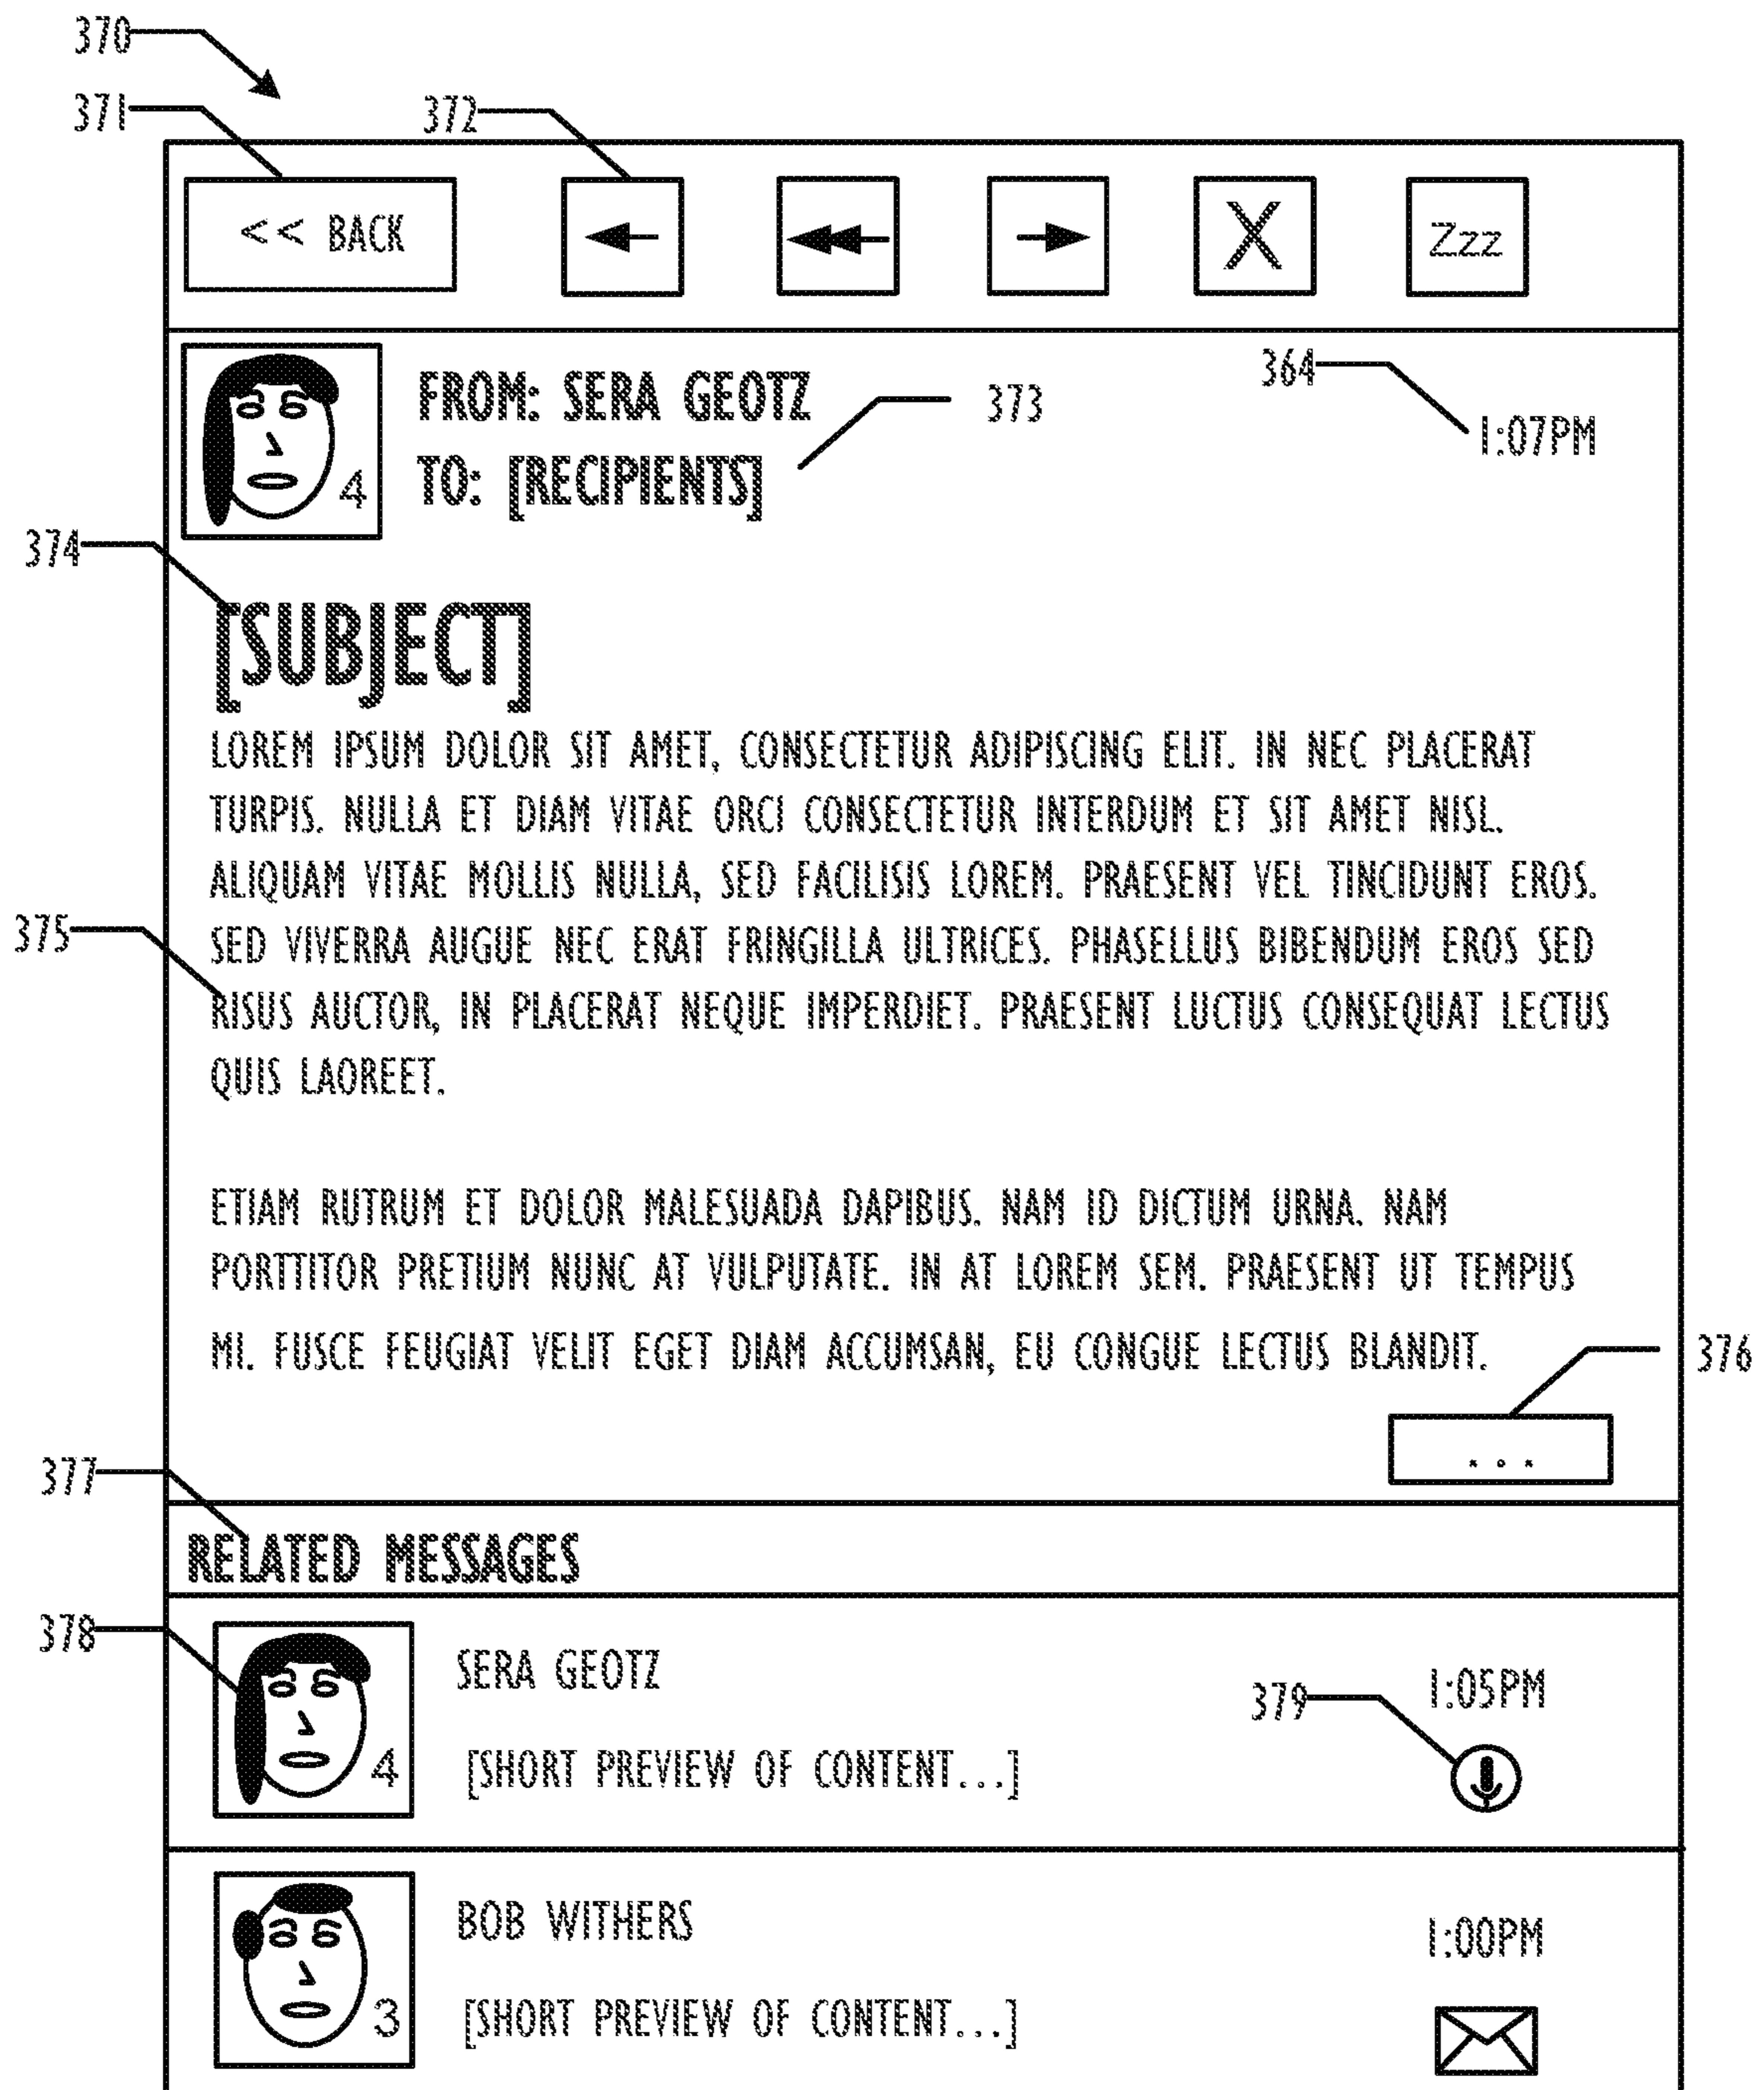 370
371
372
<< BACK
X
Zzz
FROM: SERA GEOTZ
373
364
1:07PM
TO: [RECIPIENTS]
4
374
[SUBJECT]
LOREM IPSUM DOLOR SIT AMET, CONSECTETUR ADIPISCING ELIT. IN NEC PLACERAT
TURPIS. NULLA ET DIAM VITAE ORCI CONSECTETUR INTERDUM ET SIT AMET NISL.
ALIQUAM VITAE MOLLIS NULLA, SED FACILISIS LOREM. PRAESENT VEL TINCIDUNT EROS.
375
SED VIVERRA AUGUE NEC ERAT FRINGILLA ULTRICES. PHASELLUS BIBENDUM EROS SED
RISUS AUCTOR, IN PLACERAT NEQUE IMPERDIET. PRAESENT LUCTUS CONSEQUAT LECTUS
QUIS LAOREET.
ETIAM RUTRUM ET DOLOR MALESUADA DAPIBUS. NAM ID DICTUM URNA. NAM
PORTTITOR PRETIUM NUNC AT VULPUTATE. IN AT LOREM SEM. PRAESENT UT TEMPUS
MI. FUSCE FEUGIAT VELIT EGET DIAM ACCUMSAN, EU CONGUE LECTUS BLANDIT.
376
...
377
RELATED MESSAGES
378
SERA GEOTZ
1:05PM
379
4
[SHORT PREVIEW OF CONTENT...]
BOB WITHERS
1:00PM
3
[SHORT PREVIEW OF CONTENT...]